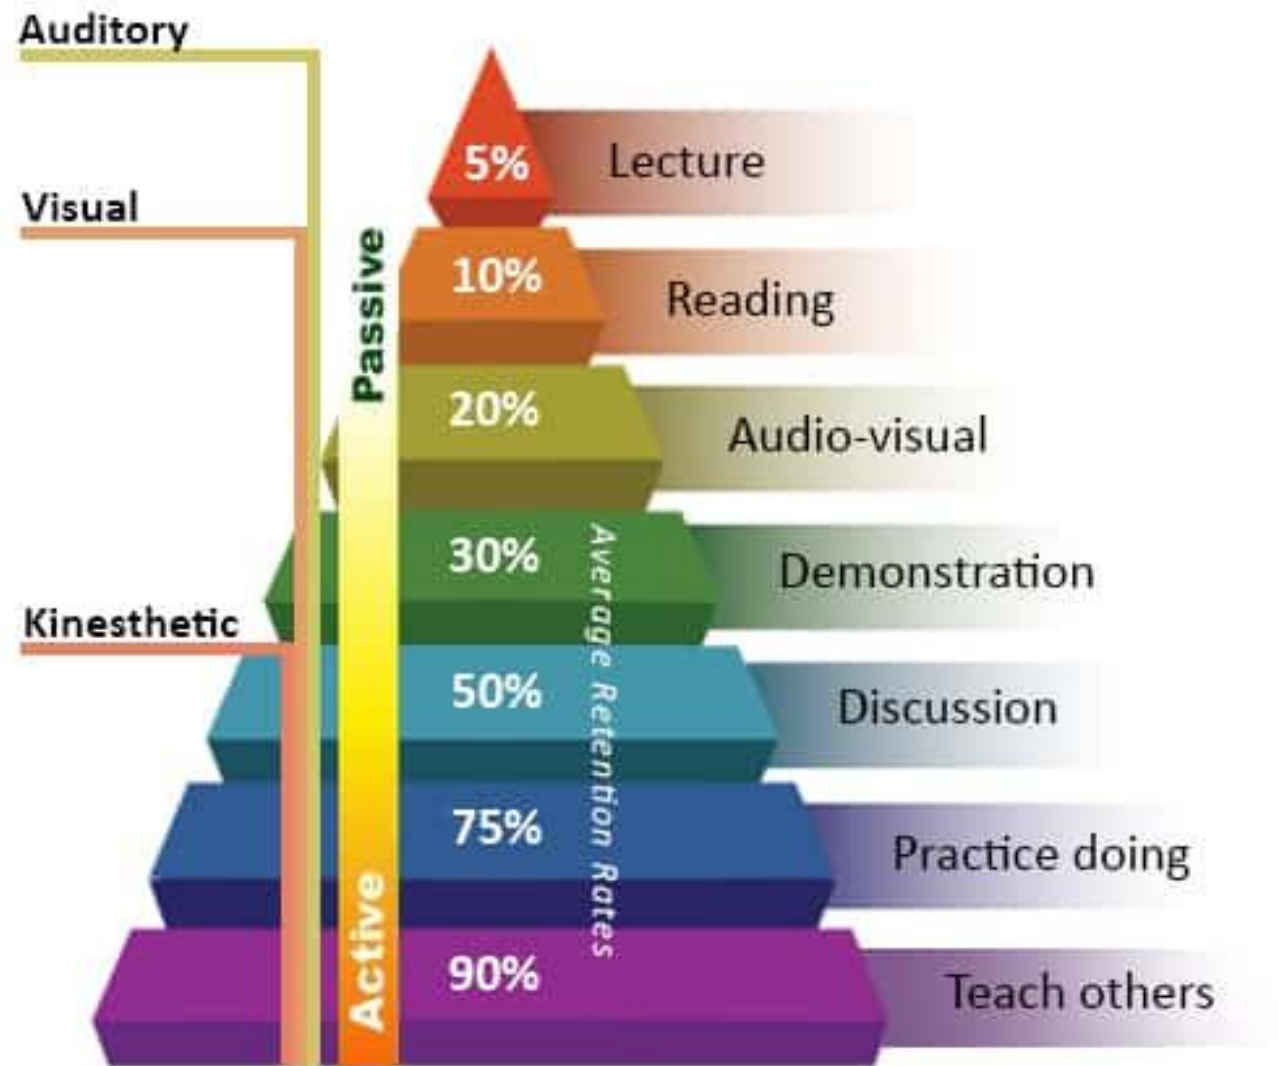 Auditory
5%
Lecture
Visual
Passive
10%
Reading
20%
Audio-visual
30%
Demonstration
Average Retention Rates
Kinesthetic
50%
Discussion
75%
Practice doing
Active
90%
Teach others